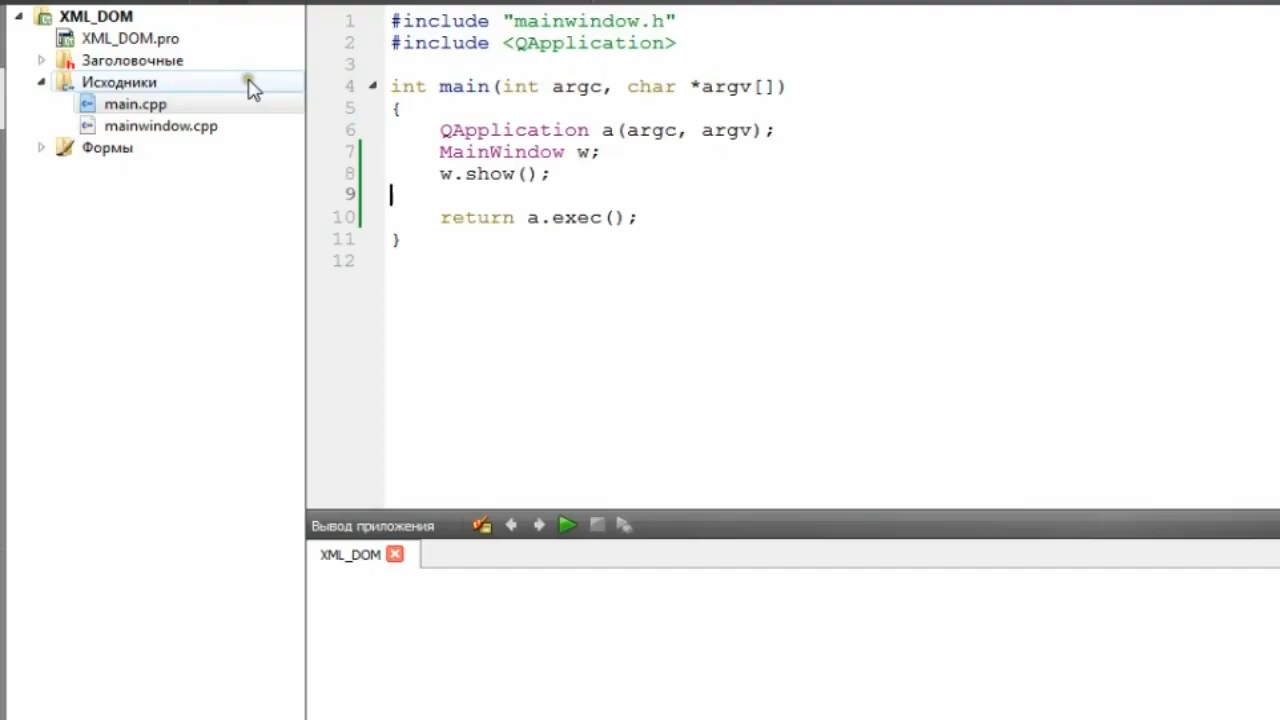 XML_DOM
XML_DOM.pro
Заголовочные
Исходники
main.cpp
mainwindow.cpp
Формы
1 #include "mainwindow.h"
2 #include <QApplication>
3
4 int main(int argc, char *argv[])
5 {
6 QApplication a(argc, argv);
7 MainWindow w;
8 w.show();
9
10 return a.exec();
11 }
12
Вывод приложения
XML_DOM